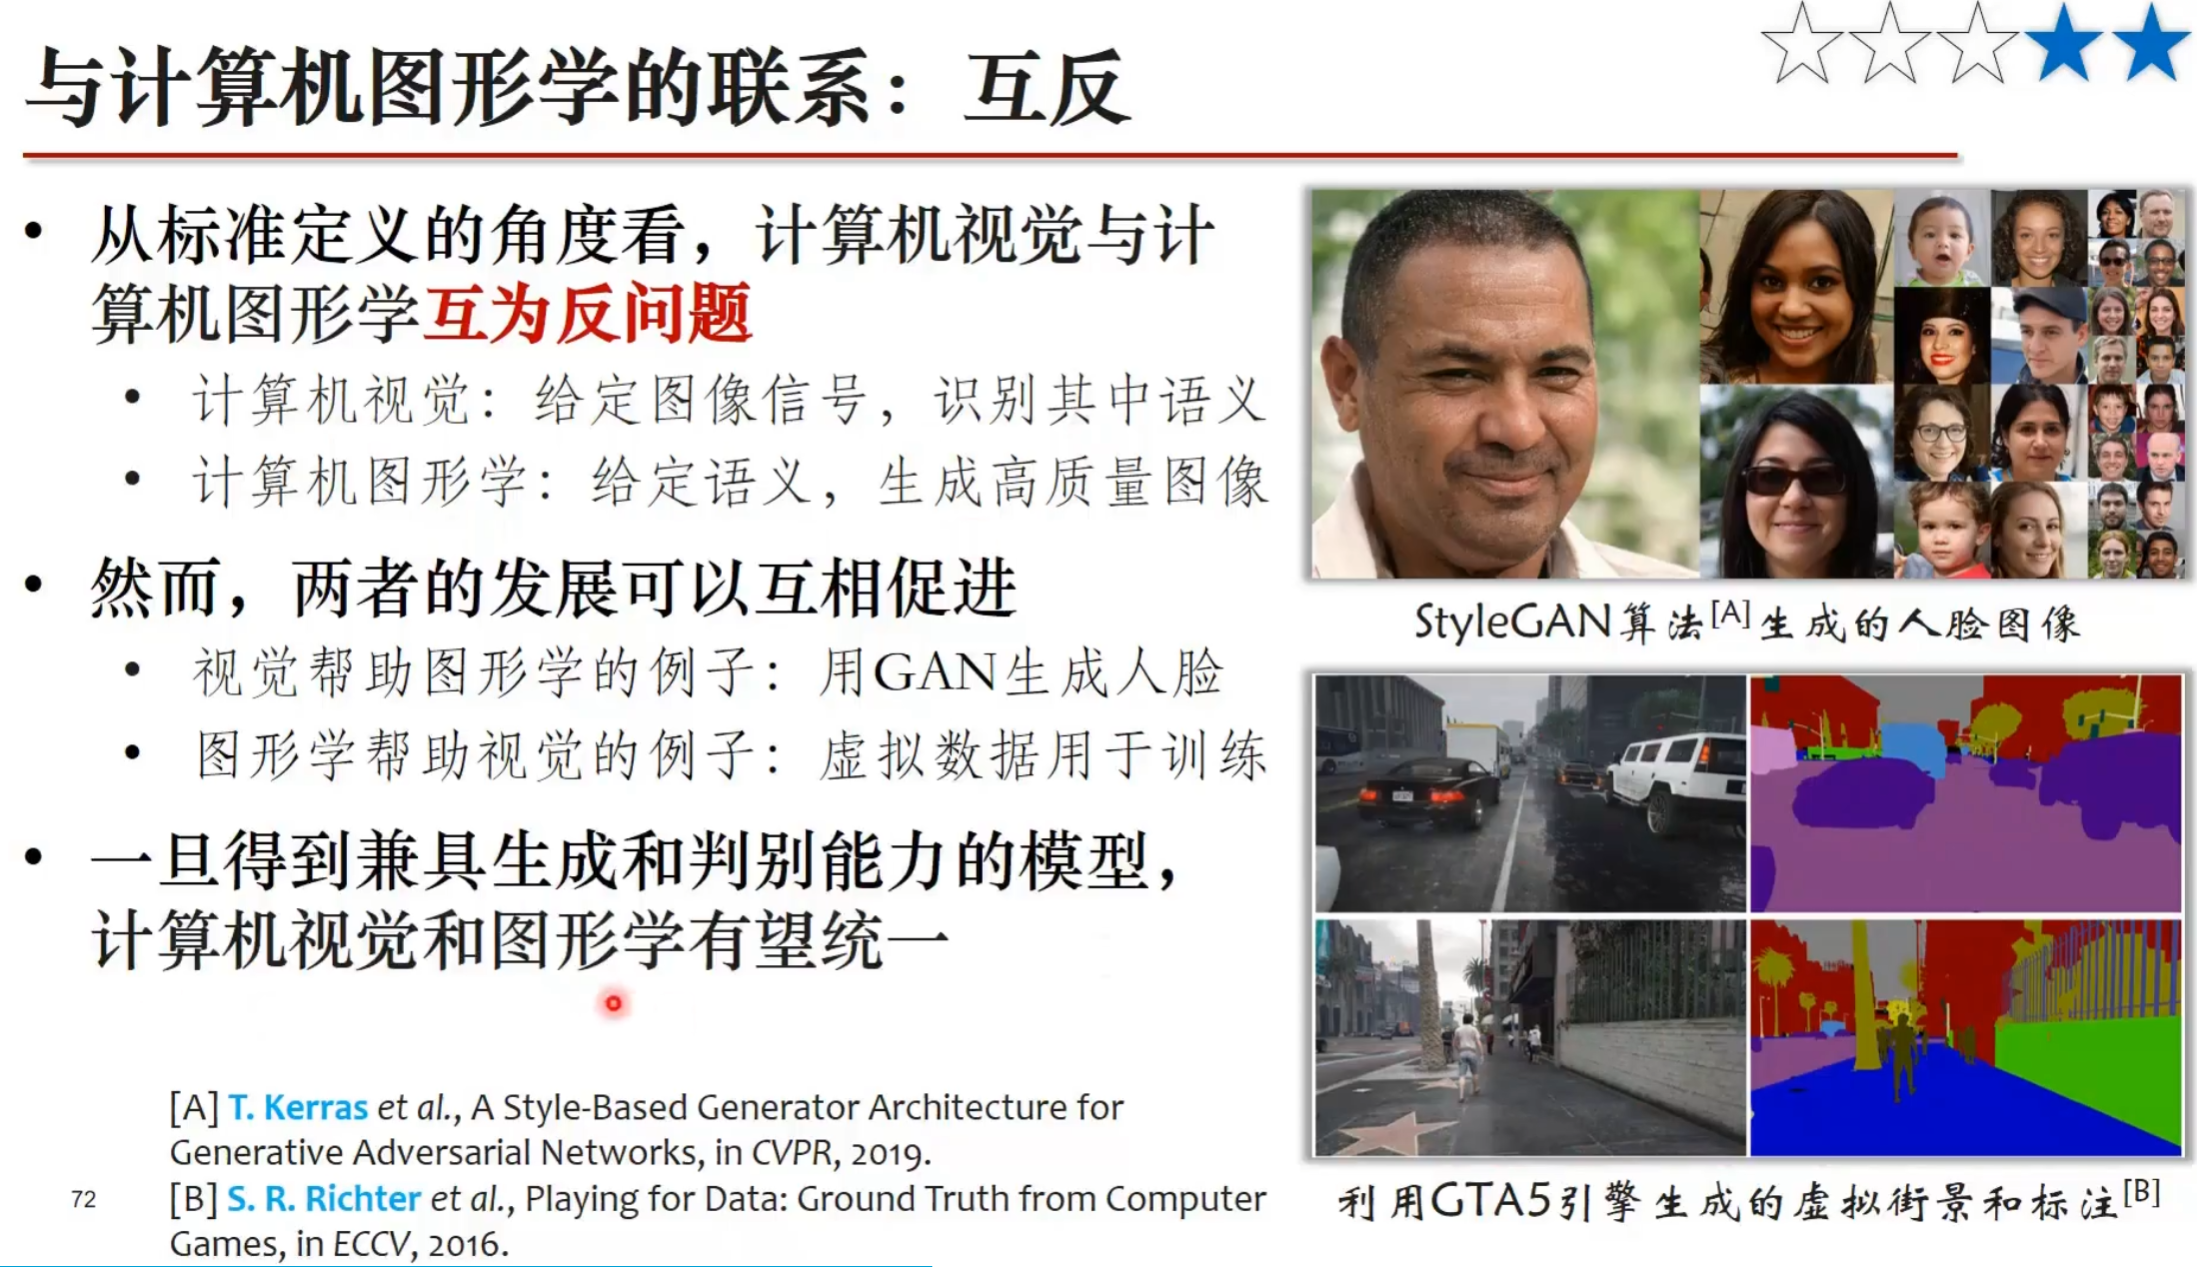 与计算机图形学的联系：互反
• 从标准定义的角度看，计算机视觉与计
算机图形学互为反问题
• 计算机视觉：给定图像信号，识别其中语义
• 计算机图形学：给定语义，生成高质量图像
• 然而，两者的发展可以互相促进
• 视觉帮助图形学的例子：用GAN生成人脸
• 图形学帮助视觉的例子：虚拟数据用于训练
• 一旦得到兼具生成和判别能力的模型，
计算机视觉和图形学有望统一
StyleGAN算法[A]生成的人脸图像
利用GTA5引擎生成的虚拟街景和标注[B]
[A] T. Kerras et al., A Style-Based Generator Architecture for
Generative Adversarial Networks, in CVPR, 2019.
[B] S. R. Richter et al., Playing for Data: Ground Truth from Computer
Games, in ECCV, 2016.
72